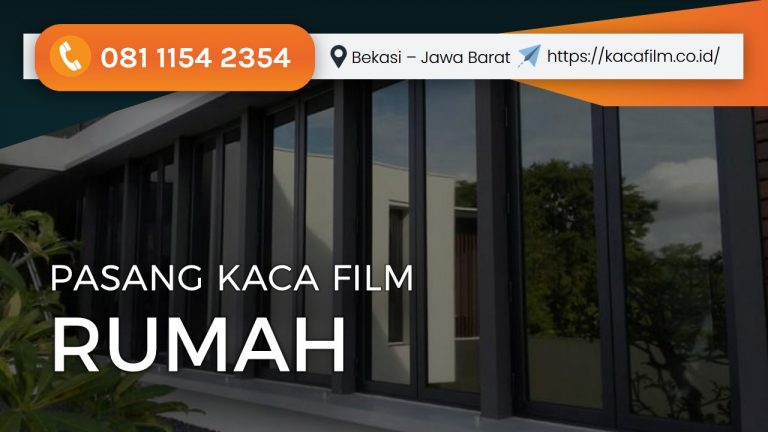 081 1154 2354
Bekasi – Jawa Barat
https://kacafilm.co.id/
PASANG KACA FILM
RUMAH